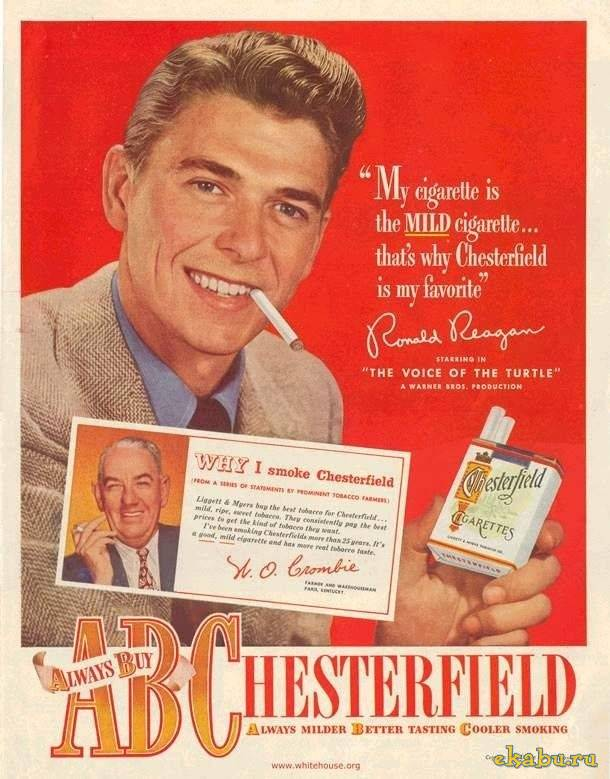 “My cigarette is
the MILD cigarette...
that's why Chesterfield
is my favorite”
Ronald Reagan
STARRING IN
"THE VOICE OF THE TURTLE"
A WARNER BROS. PRODUCTION
Chesterfield
CIGARETTES
LIGGETT & MYERS TOBACCO CO.
CHESTERFIELD
WHY I smoke Chesterfield
(FROM A SERIES OF STATEMENTS BY PROMINENT TOBACCO FARMERS)
Liggett & Myers buy the best tobacco for Chesterfield...
mild, ripe, sweet tobacco. They consistently pay the best
prices to get the kind of tobacco they want.
I've been smoking Chesterfields more than 25 years. It's
a good, mild cigarette and has more real tobacco taste.
W. O. Crombie
FARMER AND WAREHOUSEMAN
PARIS, KENTUCKY
ALWAYS BUY
ABCHESTERFIELD
ALWAYS MILDER BETTER TASTING COOLER SMOKING
www.whitehouse.org
ekabu.ru